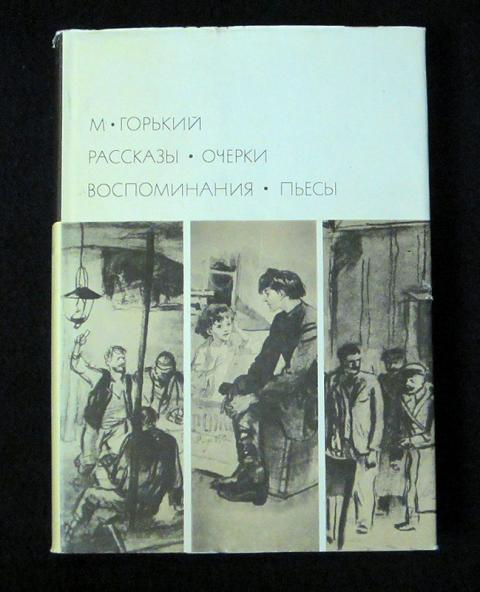 М • ГОРЬКИЙ
РАССКАЗЫ • ОЧЕРКИ
ВОСПОМИНАНИЯ • ПЬЕСЫ